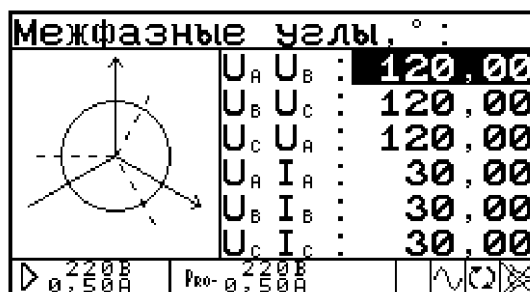 Межфазные углы, ° :
UA UB : 120,00
UB UC : 120,00
UC UA : 120,00
UA IA : 30,00
UB IB : 30,00
UC IC : 30,00
220В
0,50А
PRO- 220В
0,50А